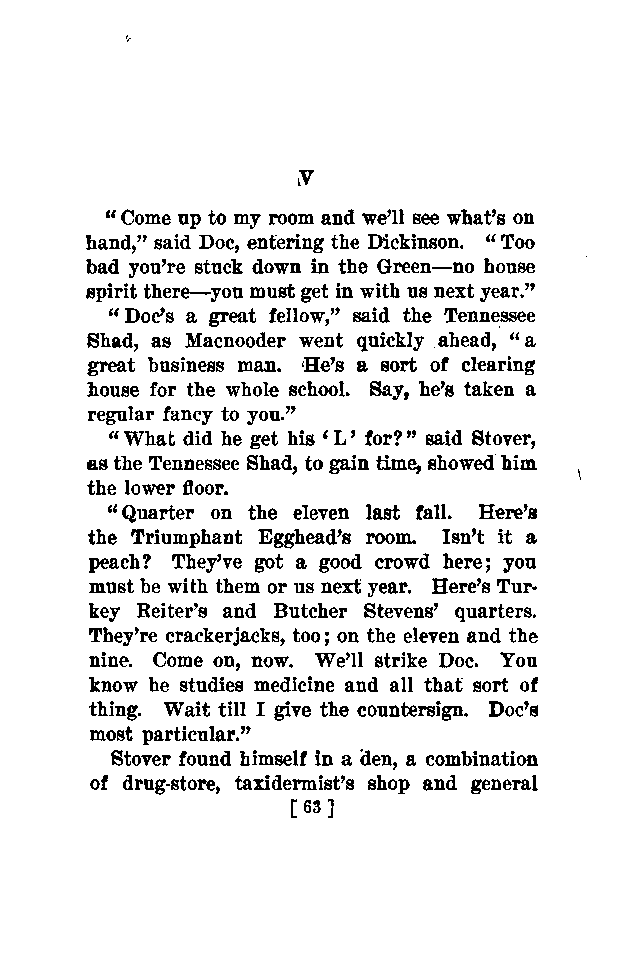 V
“Come up to my room and we’ll see what’s on
hand,” said Doc, entering the Dickinson. “Too
bad you’re stuck down in the Green—no house
spirit there—you must get in with us next year.”
“Doc’s a great fellow,” said the Tennessee
Shad, as Macnooder went quickly ahead, “a
great business man. He’s a sort of clearing
house for the whole school. Say, he’s taken a
regular fancy to you.”
“What did he get his ‘L’ for?” said Stover,
as the Tennessee Shad, to gain time, showed him
the lower floor.
“Quarter on the eleven last fall. Here’s
the Triumphant Egghead’s room. Isn’t it a
peach? They’ve got a good crowd here; you
must be with them or us next year. Here’s Tur-
key Reiter’s and Butcher Stevens’ quarters.
They’re crackerjacks, too; on the eleven and the
nine. Come on, now. We’ll strike Doc. You
know he studies medicine and all that sort of
thing. Wait till I give the countersign. Doc’s
most particular.”
Stover found himself in a den, a combination
of drug-store, taxidermist’s shop and general
[63]